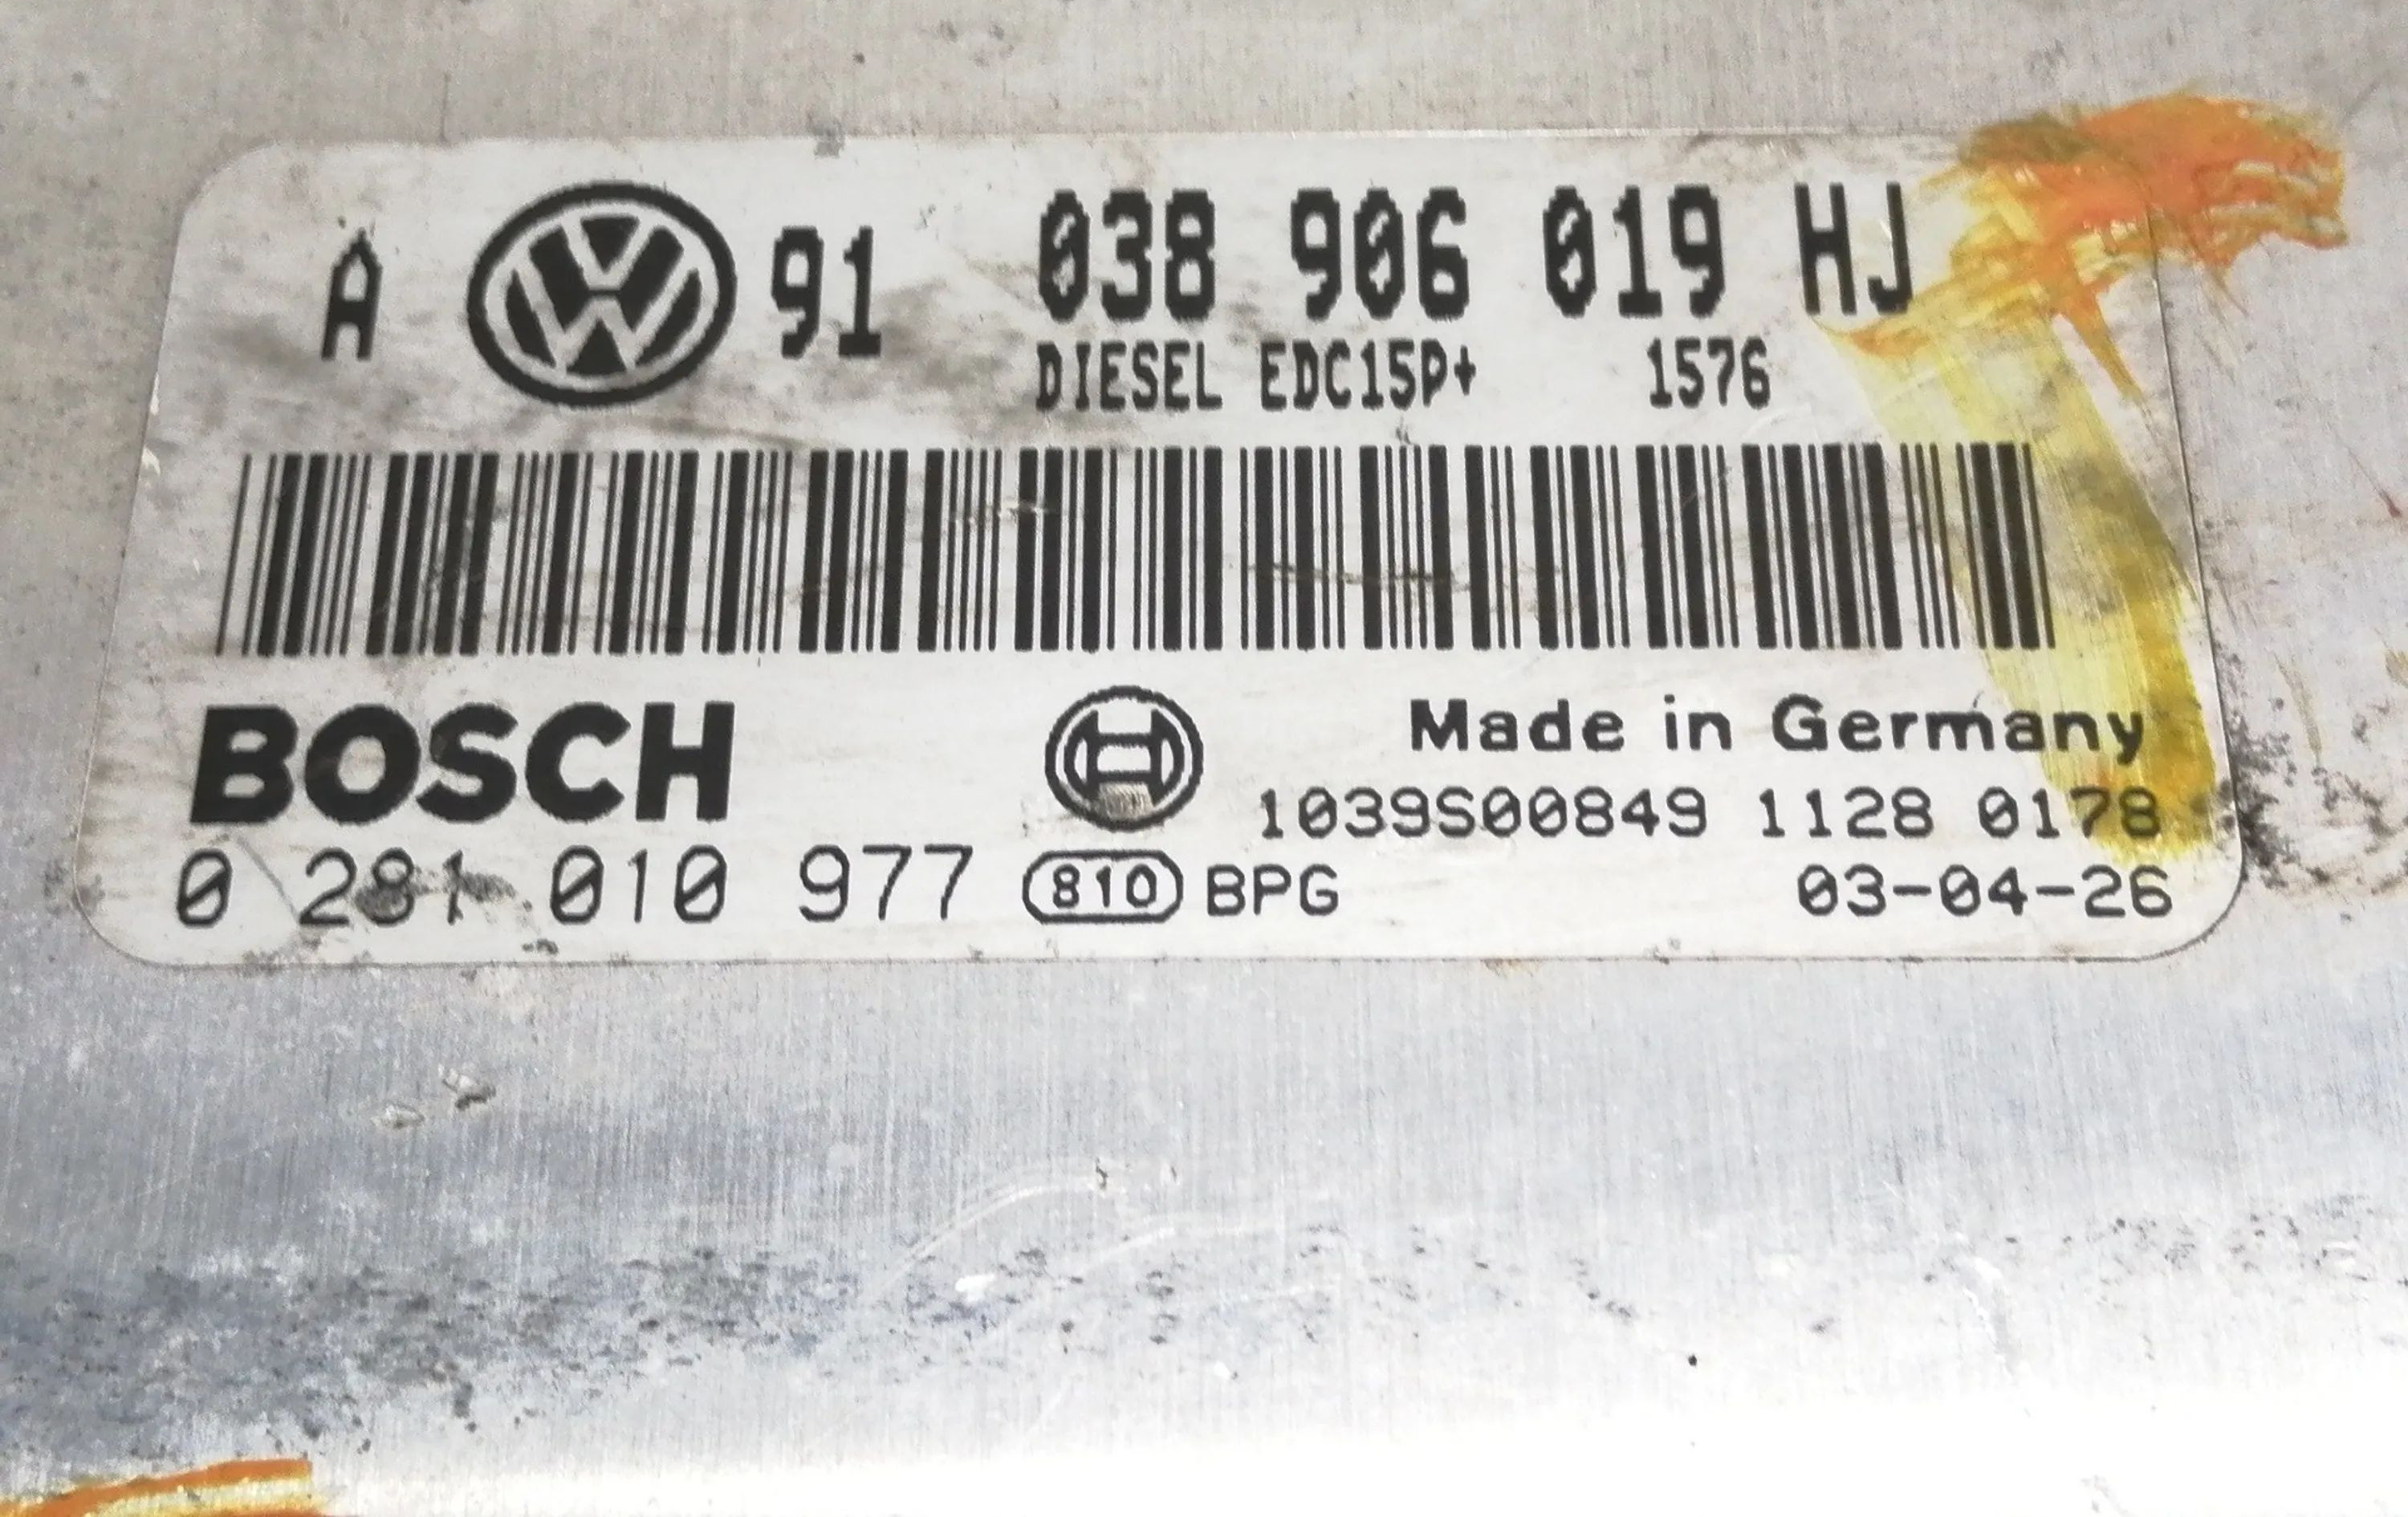 A VW 91 038 906 019 HJ
DIESEL EDC15P+ 1576
BOSCH
Made in Germany
1039S00849 1128 0178
0 281 010 977 810 BPG 03-04-26